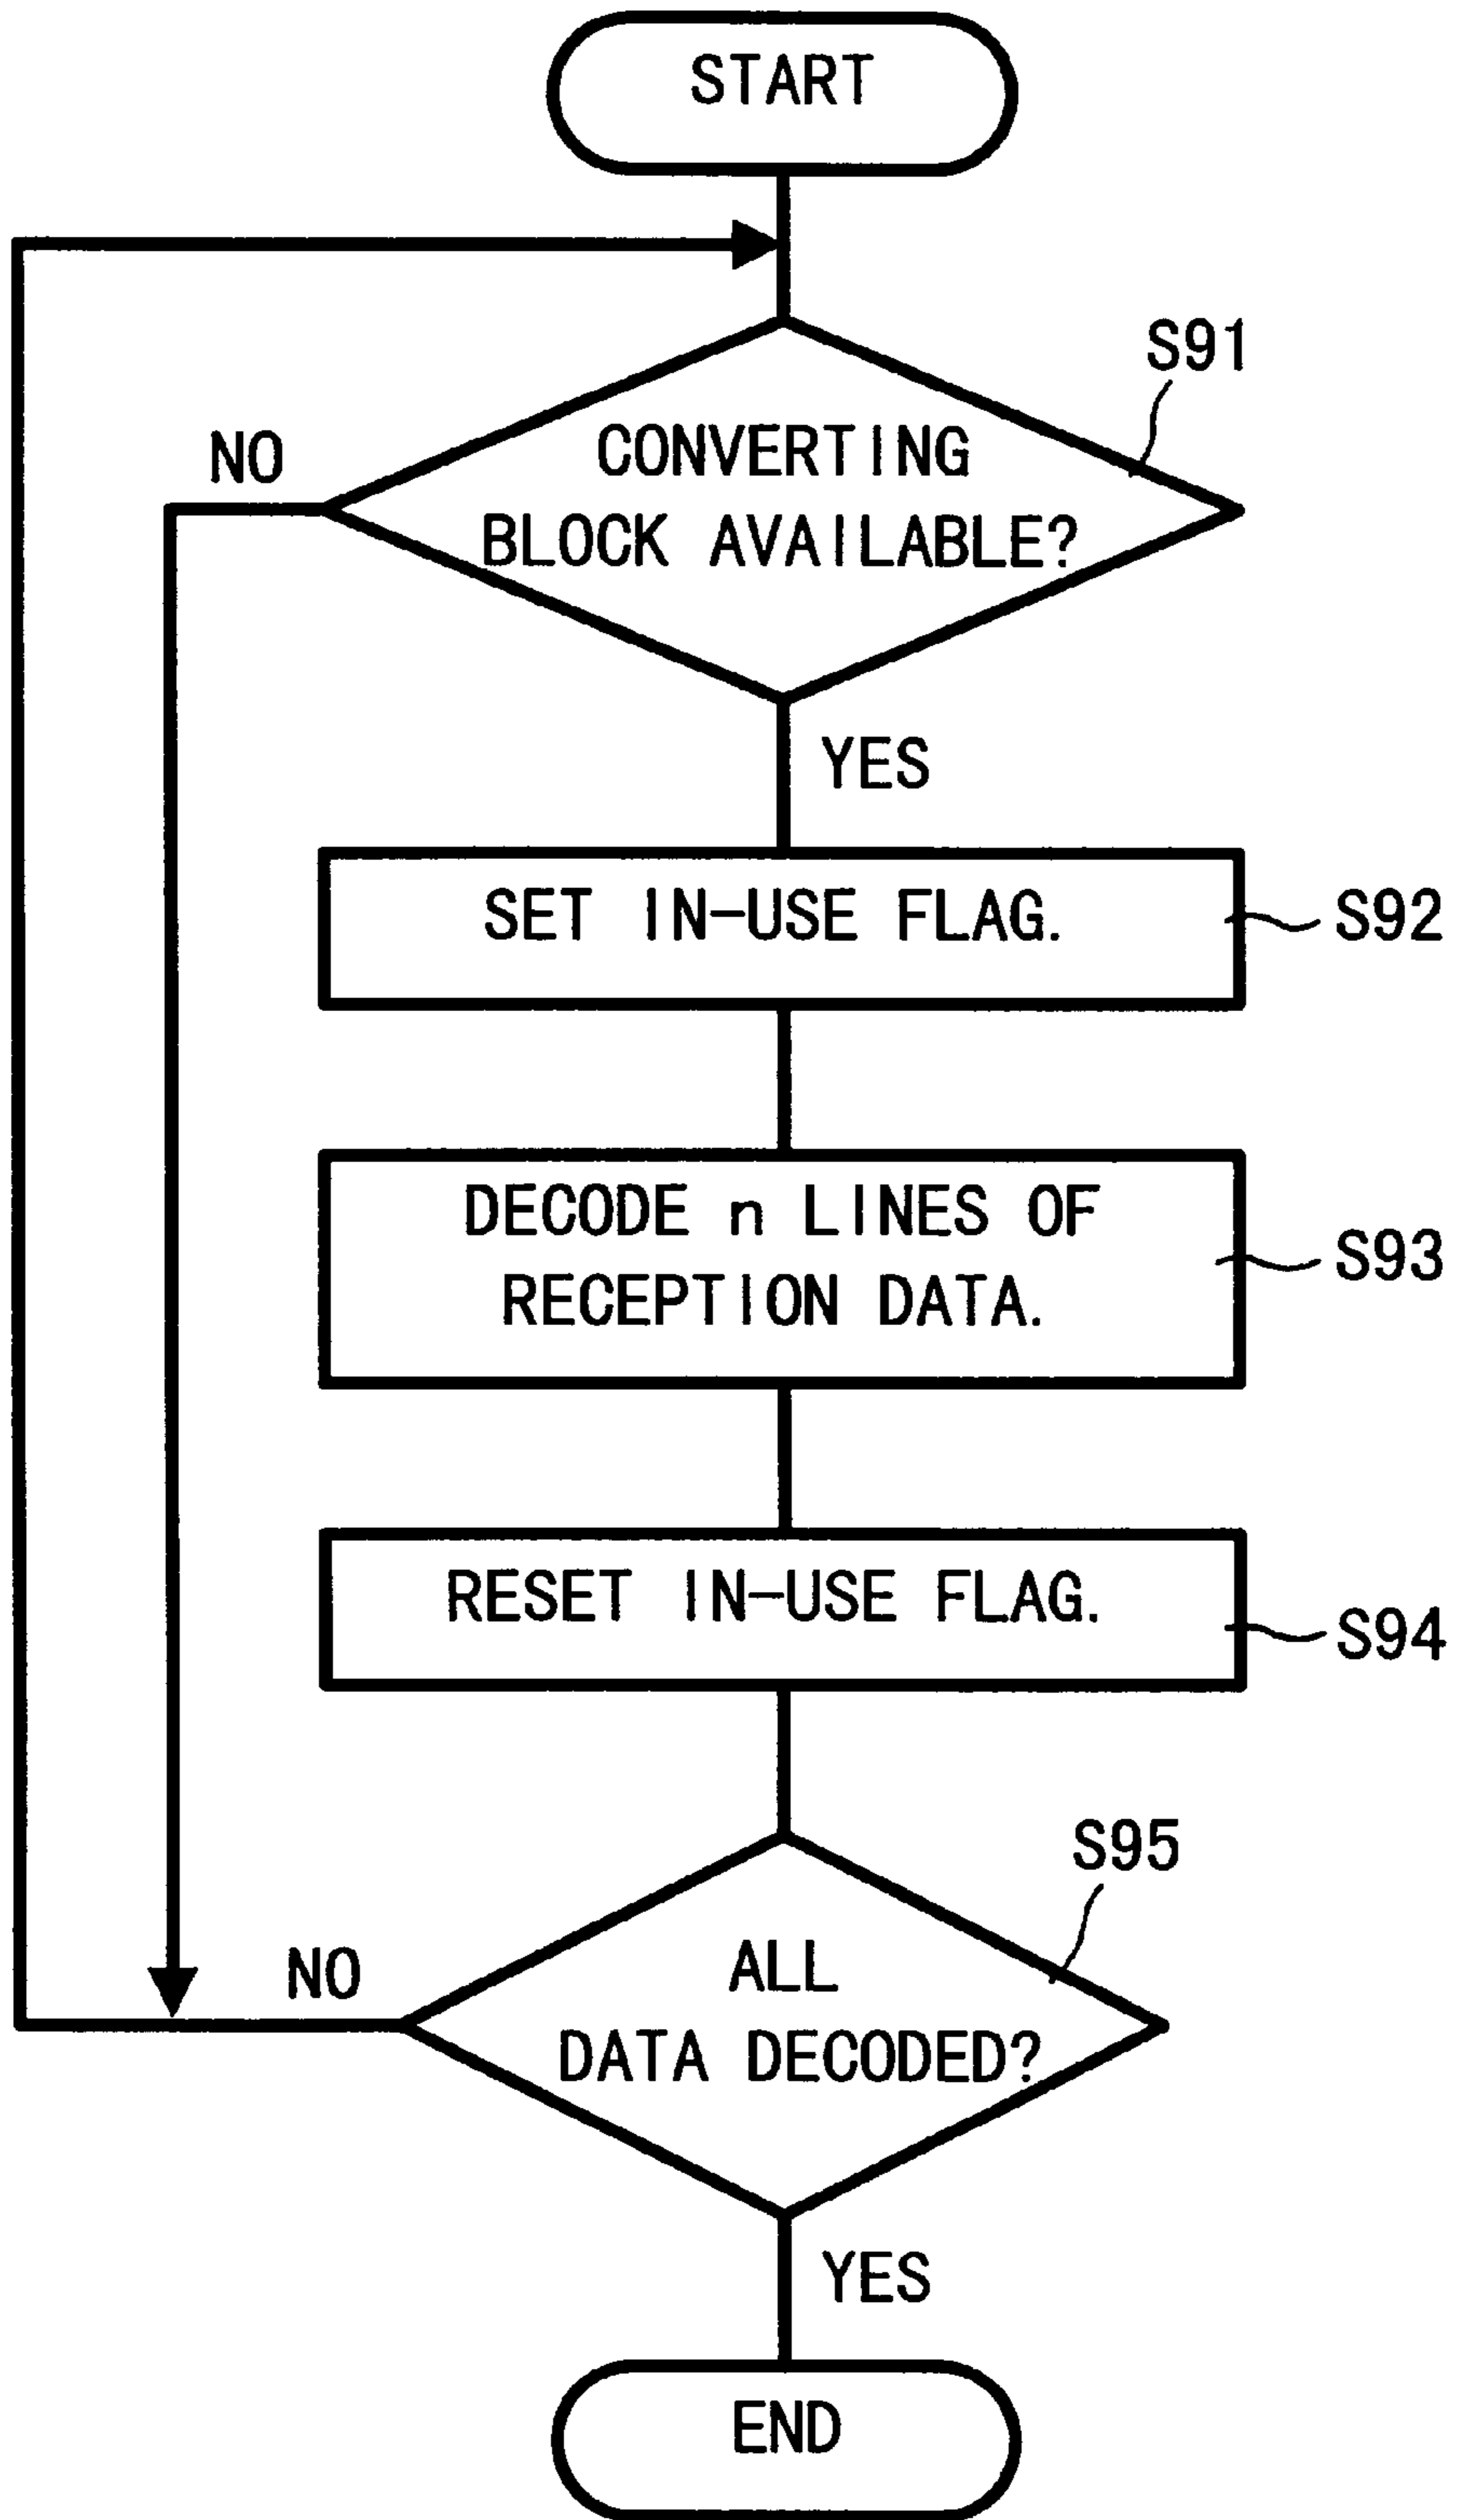 START
S91
NO
CONVERTING
BLOCK AVAILABLE?
YES
SET IN-USE FLAG.
S92
DECODE n LINES OF
RECEPTION DATA.
S93
RESET IN-USE FLAG.
S94
S95
NO
ALL
DATA DECODED?
YES
END